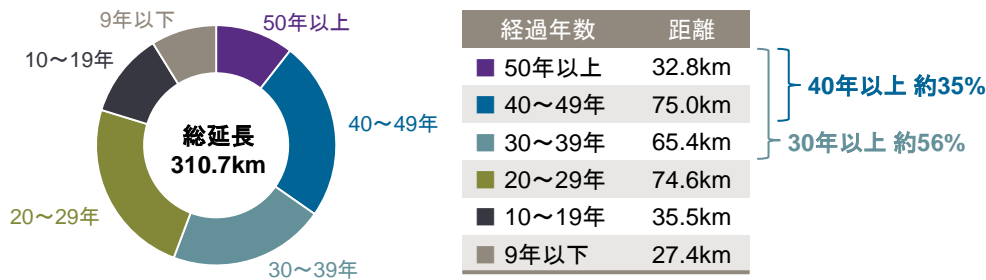 9年以下
50年以上
10～19年
40～49年
総延長
310.7km
20～29年
30～39年
経過年数 距離
50年以上 32.8km
40～49年 75.0km
30～39年 65.4km
20～29年 74.6km
10～19年 35.5km
9年以下 27.4km
40年以上 約35%
30年以上 約56%